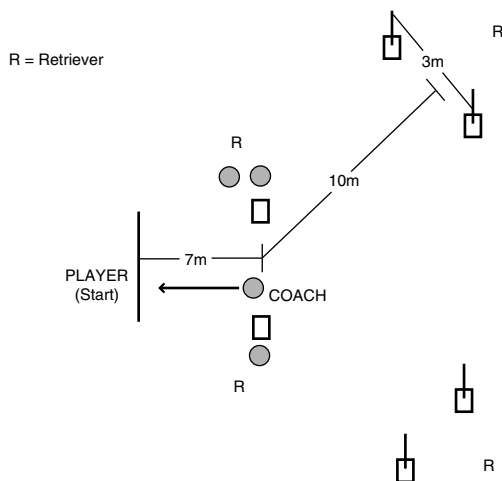 R
R = Retriever
3m
R
10m
7m
PLAYER
(Start)
COACH
R
R